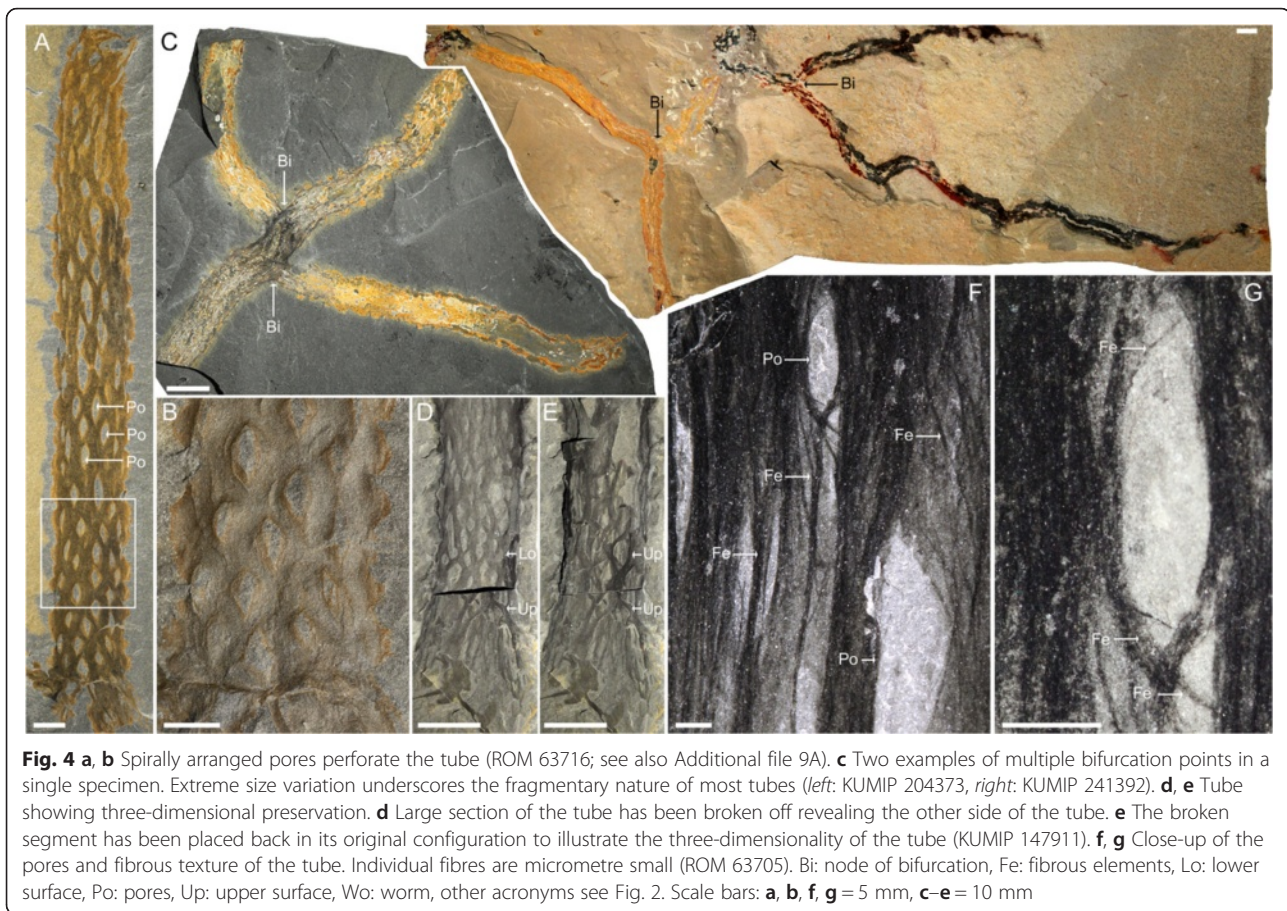 A
C
Bi
Bi
Bi
Bi
Po
Po
Po
B
D
Lo
Up
E
Up
Up
F
Po
Fe
Fe
Fe
Po
G
Fe
Fe
Fe
Fig. 4 a, b Spirally arranged pores perforate the tube (ROM 63716; see also Additional file 9A). c Two examples of multiple bifurcation points in a
single specimen. Extreme size variation underscores the fragmentary nature of most tubes (left: KUMIP 204373, right: KUMIP 241392). d, e Tube
showing three-dimensional preservation. d Large section of the tube has been broken off revealing the other side of the tube. e The broken
segment has been placed back in its original configuration to illustrate the three-dimensionality of the tube (KUMIP 147911). f, g Close-up of the
pores and fibrous texture of the tube. Individual fibres are micrometre small (ROM 63705). Bi: node of bifurcation, Fe: fibrous elements, Lo: lower
surface, Po: pores, Up: upper surface, Wo: worm, other acronyms see Fig. 2. Scale bars: a, b, f, g = 5 mm, c–e = 10 mm